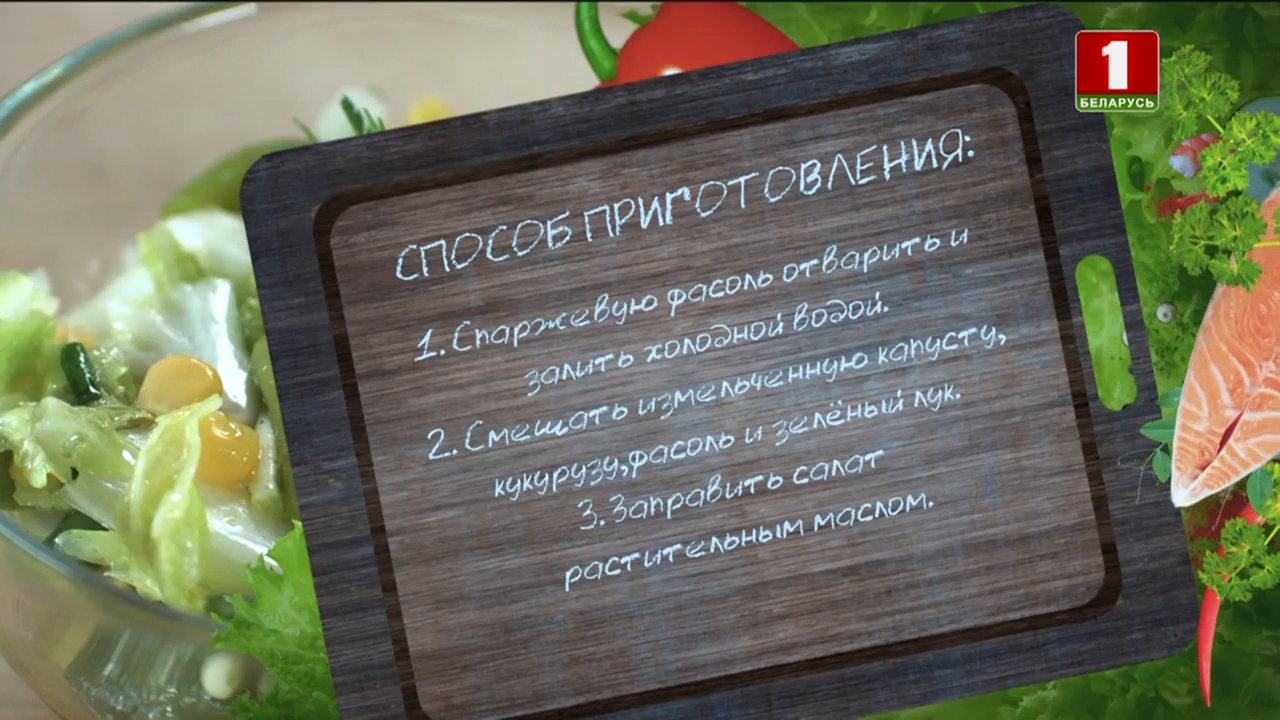 1
БЕЛАРУСЬ
СПОСОБ ПРИГОТОВЛЕНИЯ:
1. Спаржевую фасоль отварить и
залить холодной водой.
2. Смешать измельченную капусту,
кукурузу,фасоль и зелёный лук.
3. Заправить салат
растительным маслом.